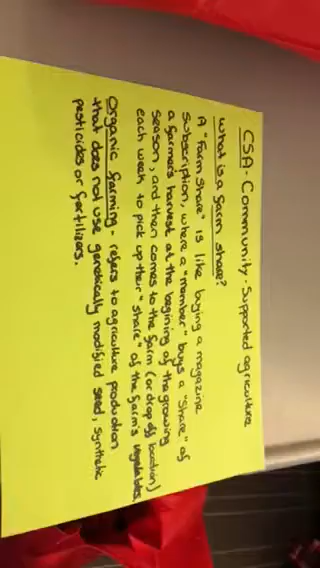 CSA - Community - Supported agriculture
What is a farm share?
A "Farm Share" is like buying a magazine
Subscription, where a "member" buys a "Share" of
a farmer's harvest at the begining of the growing
season, and then comes to the farm (or drop off location)
each week to pick up their "share" of the farm's vegetables.
Organic farming - refers to agriculture production
that does not use genetically modified seed, synthetic
pesticides or fertilizers.